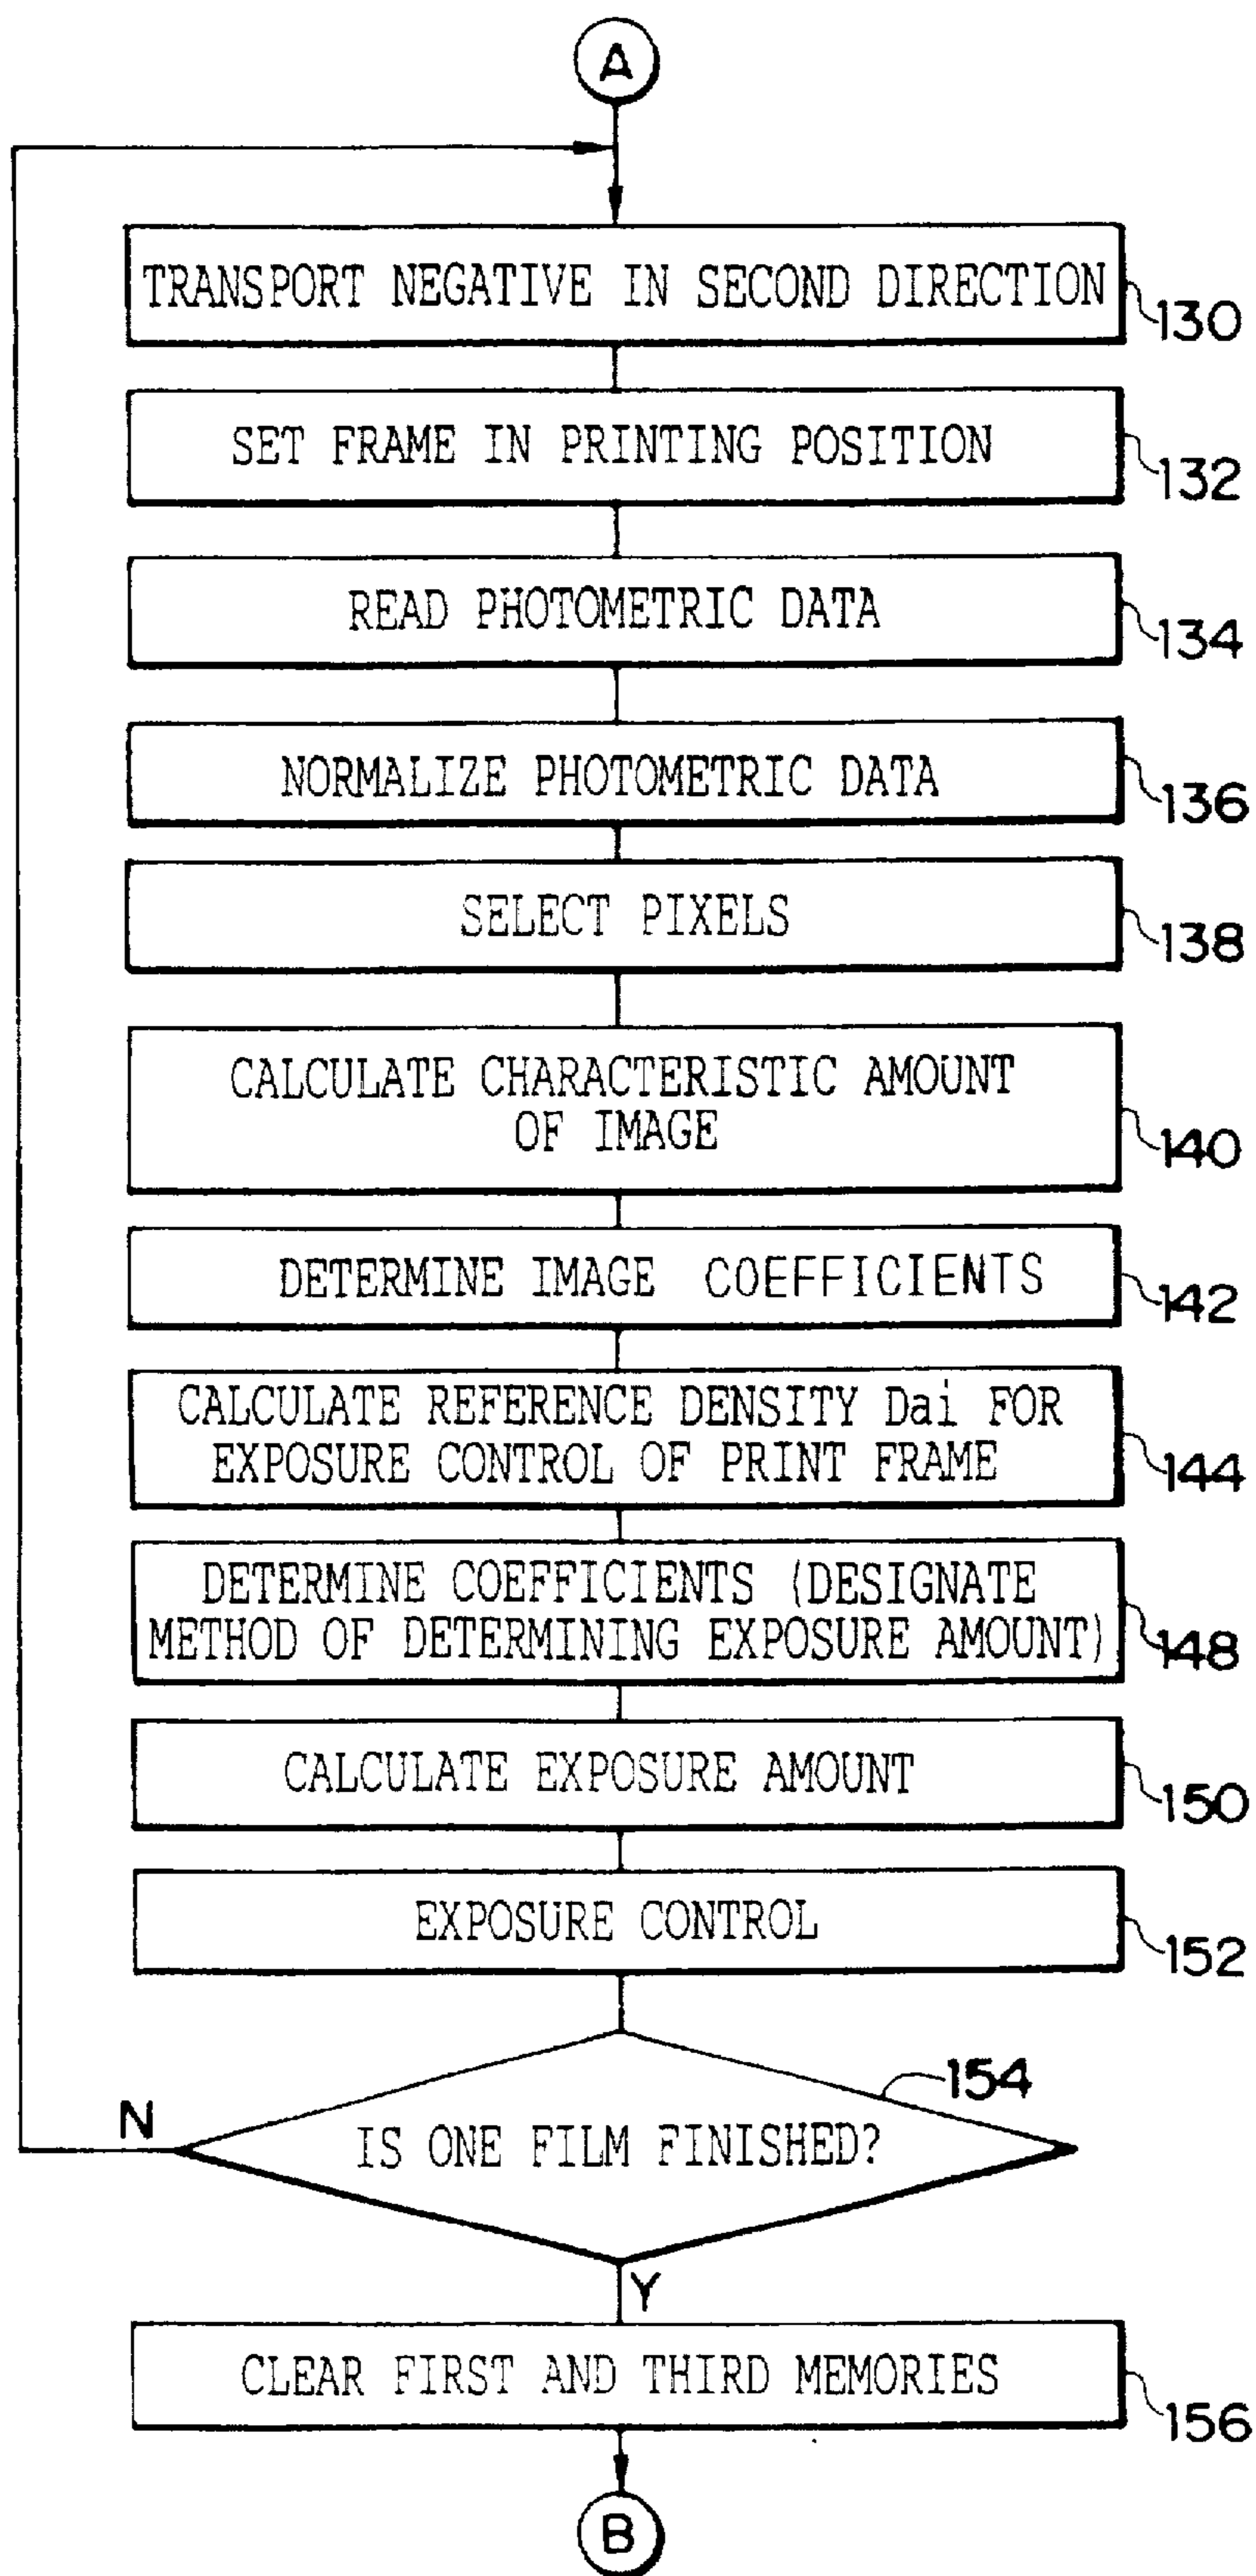 A
TRANSPORT NEGATIVE IN SECOND DIRECTION
130
SET FRAME IN PRINTING POSITION
132
READ PHOTOMETRIC DATA
134
NORMALIZE PHOTOMETRIC DATA
136
SELECT PIXELS
138
CALCULATE CHARACTERISTIC AMOUNT
OF IMAGE
140
DETERMINE IMAGE COEFFICIENTS
142
CALCULATE REFERENCE DENSITY Dai FOR
EXPOSURE CONTROL OF PRINT FRAME
144
DETERMINE COEFFICIENTS (DESIGNATE
METHOD OF DETERMINING EXPOSURE AMOUNT)
148
CALCULATE EXPOSURE AMOUNT
150
EXPOSURE CONTROL
152
154
N
IS ONE FILM FINISHED?
Y
CLEAR FIRST AND THIRD MEMORIES
156
B